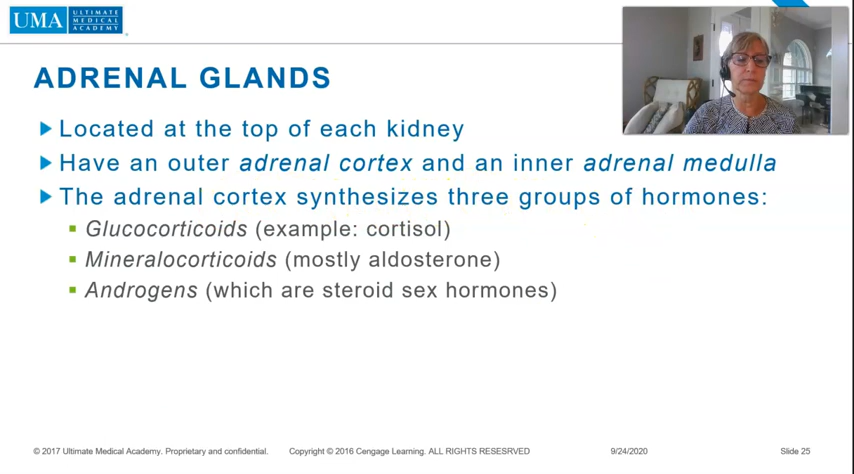 UMA ULTIMATE MEDICAL ACADEMY
ADRENAL GLANDS
Located at the top of each kidney
Have an outer adrenal cortex and an inner adrenal medulla
The adrenal cortex synthesizes three groups of hormones:
Glucocorticoids (example: cortisol)
Mineralocorticoids (mostly aldosterone)
Androgens (which are steroid sex hormones)
© 2017 Ultimate Medical Academy. Proprietary and confidential. Copyright © 2016 Cengage Learning. ALL RIGHTS RESESRVED 9/24/2020 Slide 25